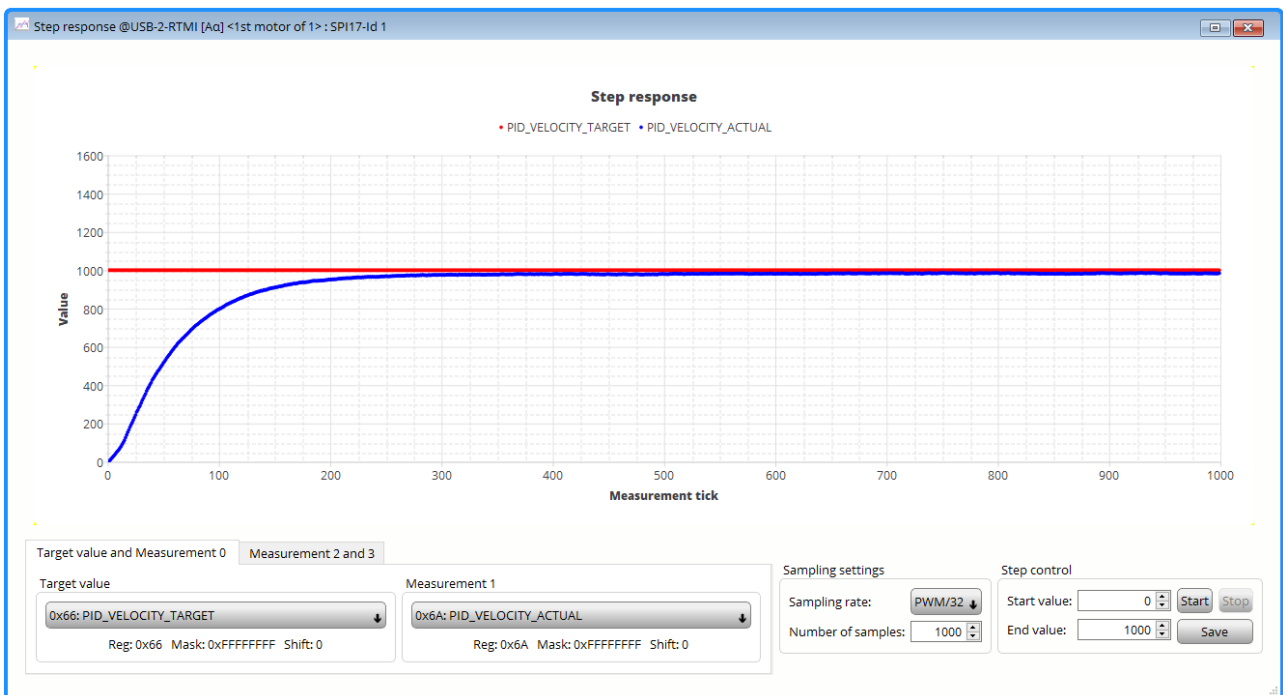 Step response @USB-2-RTMI [Aα] <1st motor of 1> : SPI17-Id 1
Step response
• PID_VELOCITY_TARGET • PID_VELOCITY_ACTUAL
1600
1400
1200
1000
800
600
400
200
0
Value
0 100 200 300 400 500 600 700 800 900 1000
Measurement tick
Target value and Measurement 0 Measurement 2 and 3
Target value Measurement 1
0x66: PID_VELOCITY_TARGET 0x6A: PID_VELOCITY_ACTUAL
Reg: 0x66 Mask: 0xFFFFFFFF Shift: 0 Reg: 0x6A Mask: 0xFFFFFFFF Shift: 0
Sampling settings
Sampling rate: PWM/32
Number of samples: 1000
Step control
Start value: 0 Start Stop
End value: 1000 Save